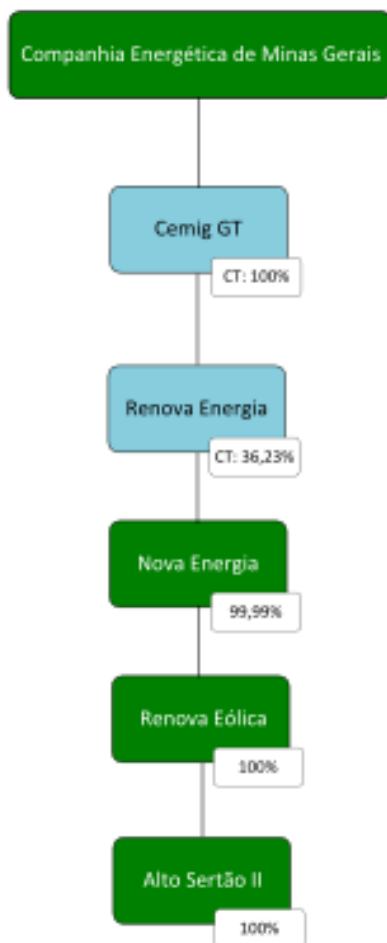 Companhia Energética de Minas Gerais
Cemig GT
CT: 100%
Renova Energia
CT: 36,23%
Nova Energia
99,99%
Renova Eólica
100%
Alto Sertão II
100%